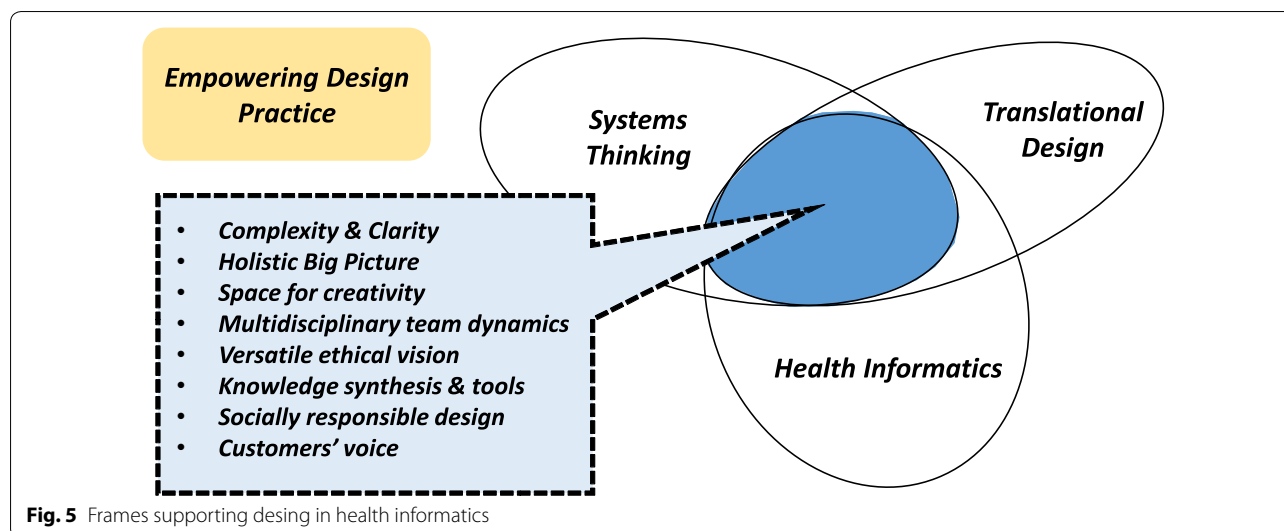 Empowering Design
Practice
Systems
Thinking
Translational
Design
• Complexity & Clarity
• Holistic Big Picture
• Space for creativity
• Multidisciplinary team dynamics
• Versatile ethical vision
• Knowledge synthesis & tools
• Socially responsible design
• Customers’ voice
Health Informatics
Fig. 5 Frames supporting desing in health informatics